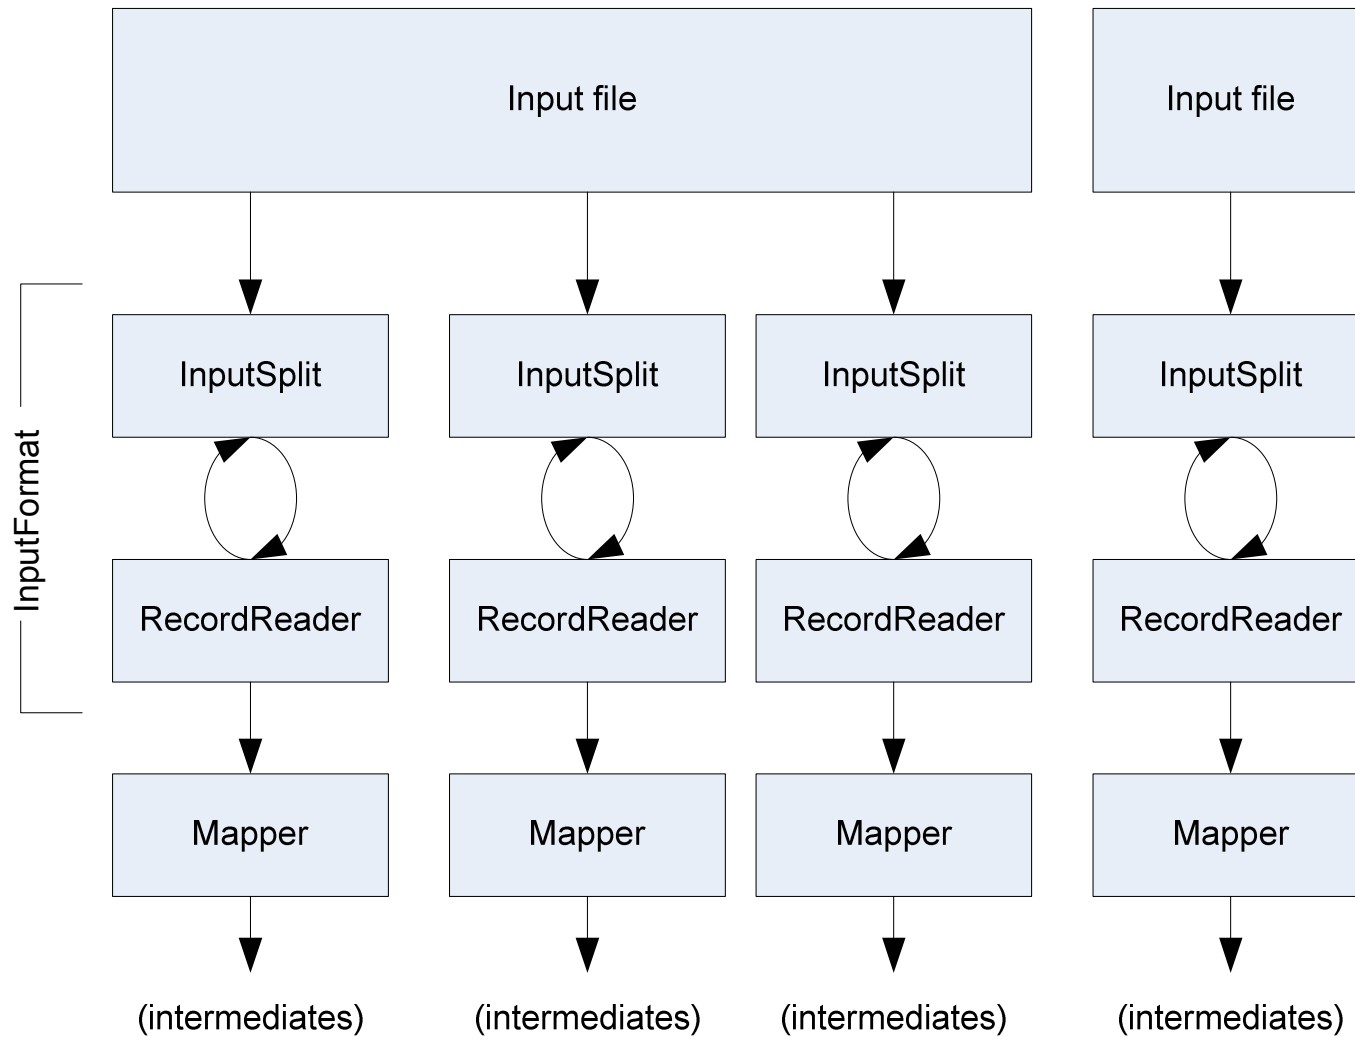 Input file
Input file
InputSplit
InputSplit
InputSplit
InputSplit
InputFormat
RecordReader
RecordReader
RecordReader
RecordReader
Mapper
Mapper
Mapper
Mapper
(intermediates)
(intermediates)
(intermediates)
(intermediates)